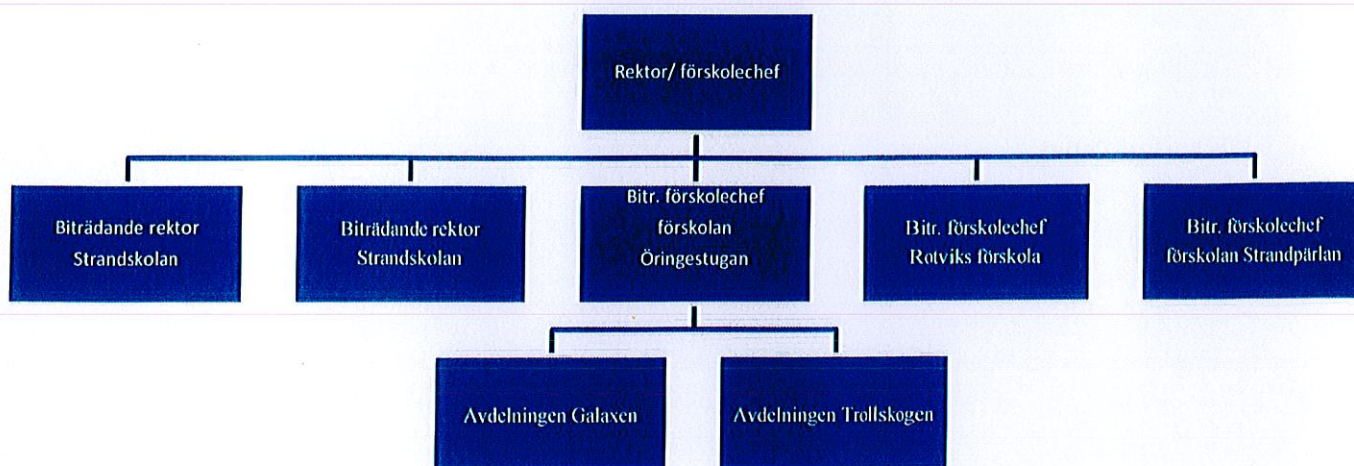 Rektor/ förskolechef
Biträdande rektor
Strandskolan
Biträdande rektor
Strandskolan
Bitr. förskolechef
förskolan
Öringestugan
Bitr. förskolechef
Rotviks förskola
Bitr. förskolechef
förskolan Strandpärlan
Avdelningen Galaxen
Avdelningen Trollskogen